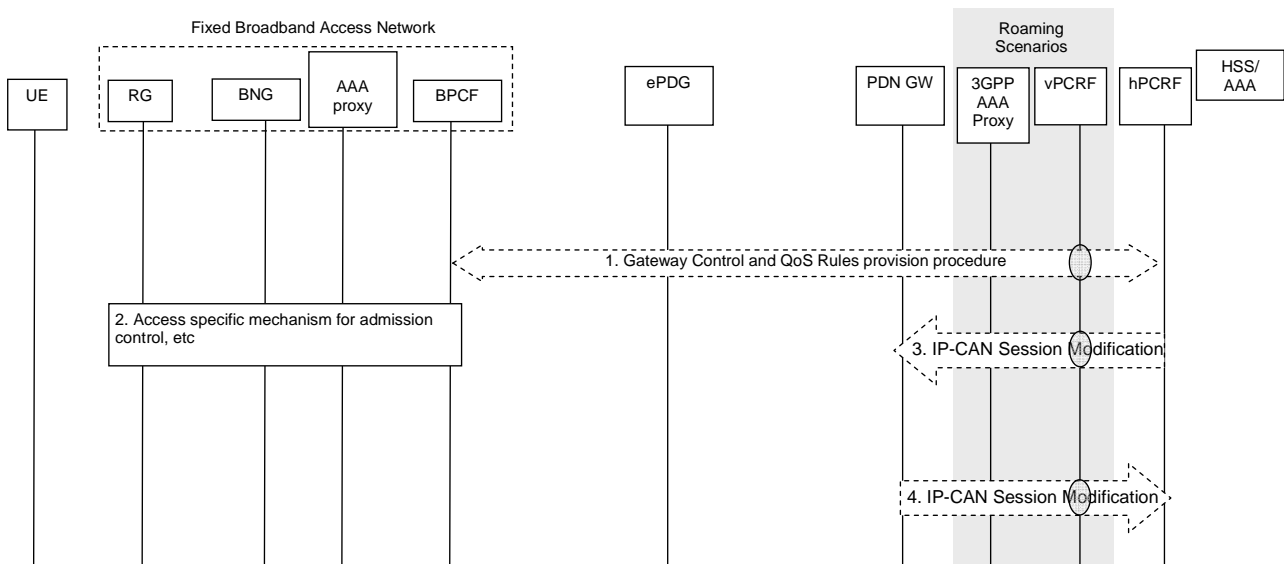 Fixed Broadband Access Network
Roaming
Scenarios
UE
RG
BNG
AAA
proxy
BPCF
ePDG
PDN GW
3GPP
AAA
Proxy
vPCRF
hPCRF
HSS/
AAA
1. Gateway Control and QoS Rules provision procedure
2. Access specific mechanism for admission
control, etc
3. IP-CAN Session Modification
4. IP-CAN Session Modification